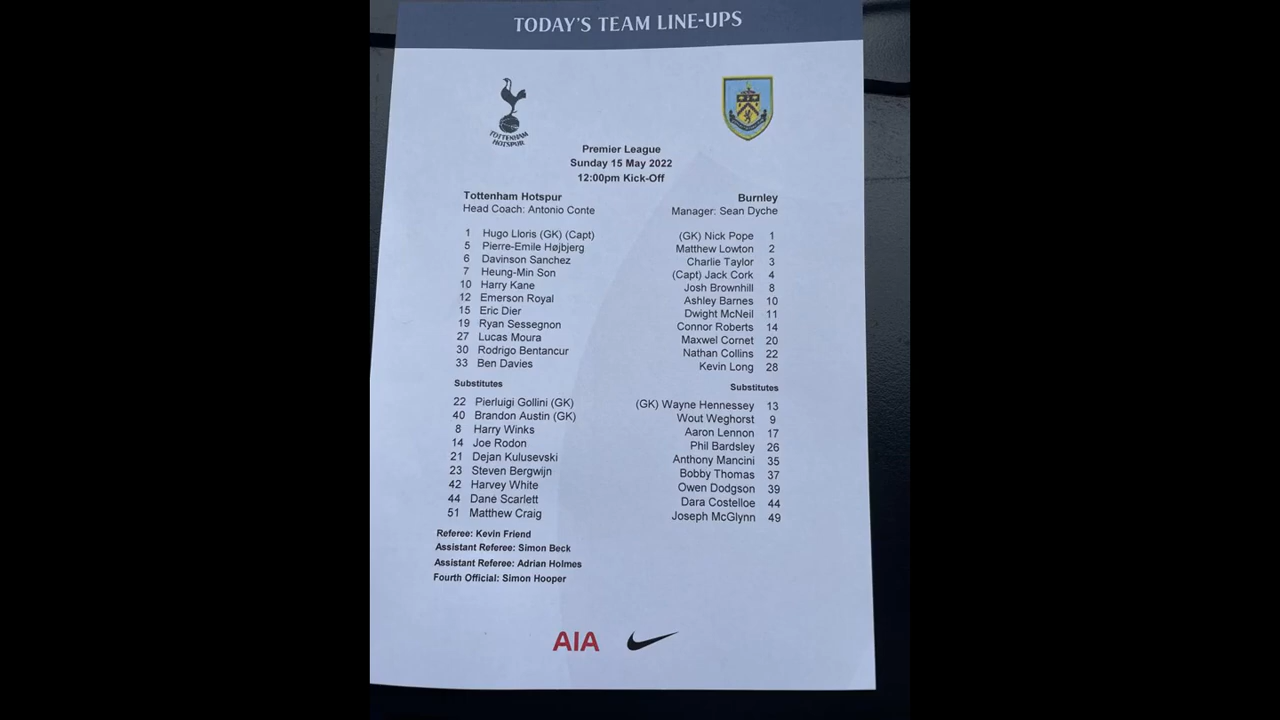 TODAY'S TEAM LINE-UPS
TOTTENHAM
HOTSPUR
Premier League
Sunday 15 May 2022
12:00pm Kick-Off
Tottenham Hotspur
Head Coach: Antonio Conte
1 Hugo Lloris (GK) (Capt)
5 Pierre-Emile Højbjerg
6 Davinson Sanchez
7 Heung-Min Son
10 Harry Kane
12 Emerson Royal
15 Eric Dier
19 Ryan Sessegnon
27 Lucas Moura
30 Rodrigo Bentancur
33 Ben Davies
Substitutes
22 Pierluigi Gollini (GK)
40 Brandon Austin (GK)
8 Harry Winks
14 Joe Rodon
21 Dejan Kulusevski
23 Steven Bergwijn
42 Harvey White
44 Dane Scarlett
51 Matthew Craig
Referee: Kevin Friend
Assistant Referee: Simon Beck
Assistant Referee: Adrian Holmes
Fourth Official: Simon Hooper
Burnley
Manager: Sean Dyche
(GK) Nick Pope 1
Matthew Lowton 2
Charlie Taylor 3
(Capt) Jack Cork 4
Josh Brownhill 8
Ashley Barnes 10
Dwight McNeil 11
Connor Roberts 14
Maxwel Cornet 20
Nathan Collins 22
Kevin Long 28
Substitutes
(GK) Wayne Hennessey 13
Wout Weghorst 9
Aaron Lennon 17
Phil Bardsley 26
Anthony Mancini 35
Bobby Thomas 37
Owen Dodgson 39
Dara Costelloe 44
Joseph McGlynn 49
AIA